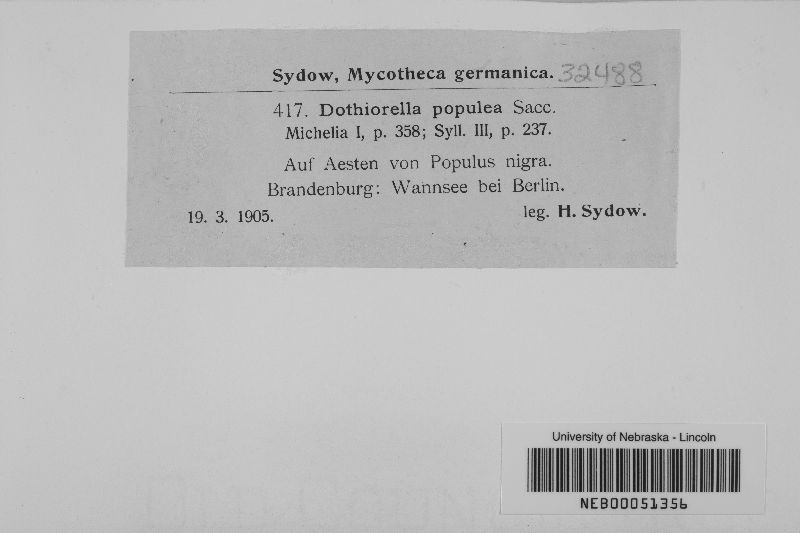 Sydow, Mycotheca germanica. 32488
417. Dothiorella populea Sacc.
Michelia I, p. 358; Syll. III, p. 237.
Auf Aesten von Populus nigra.
Brandenburg: Wannsee bei Berlin.
19. 3. 1905. leg. H. Sydow.
University of Nebraska - Lincoln
NEB00051356